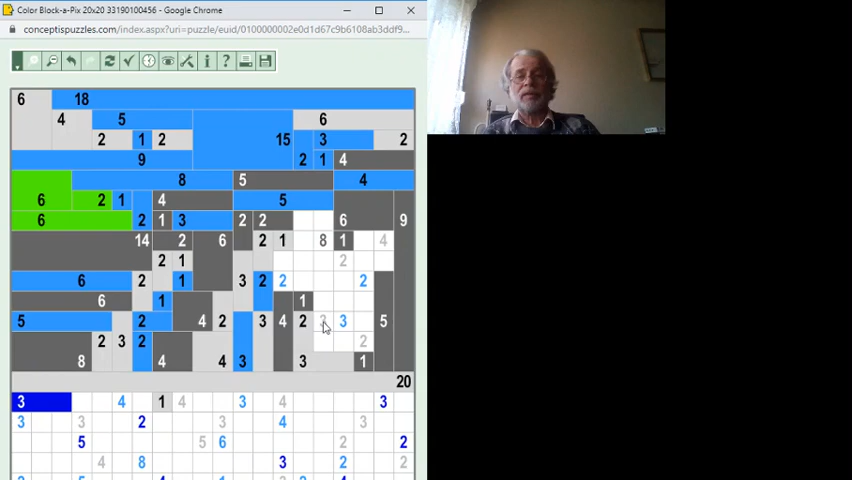 Color Block-a-Pix 20x20 33190100456 - Google Chrome
conceptispuzzles.com/index.aspx?uri=puzzle/euid/0100000002e0d1d67c9b6108ab3ddf9...
6 18
4 5 6
2 1 2 15 3 2
9 2 1 4
8 5 4
6 2 1 4 5
6 2 1 3 2 2 6 9
14 2 6 2 1 8 1 4
2 1 2
6 2 1 3 2 2 2
6 1 1
5 2 4 2 3 4 2 3 5
2 3 2 2
8 4 4 3 3 1
20
3 4 1 4 3 4 3
3 3 2 3 4 3
5 5 6 2 2
4 8 3 2 2